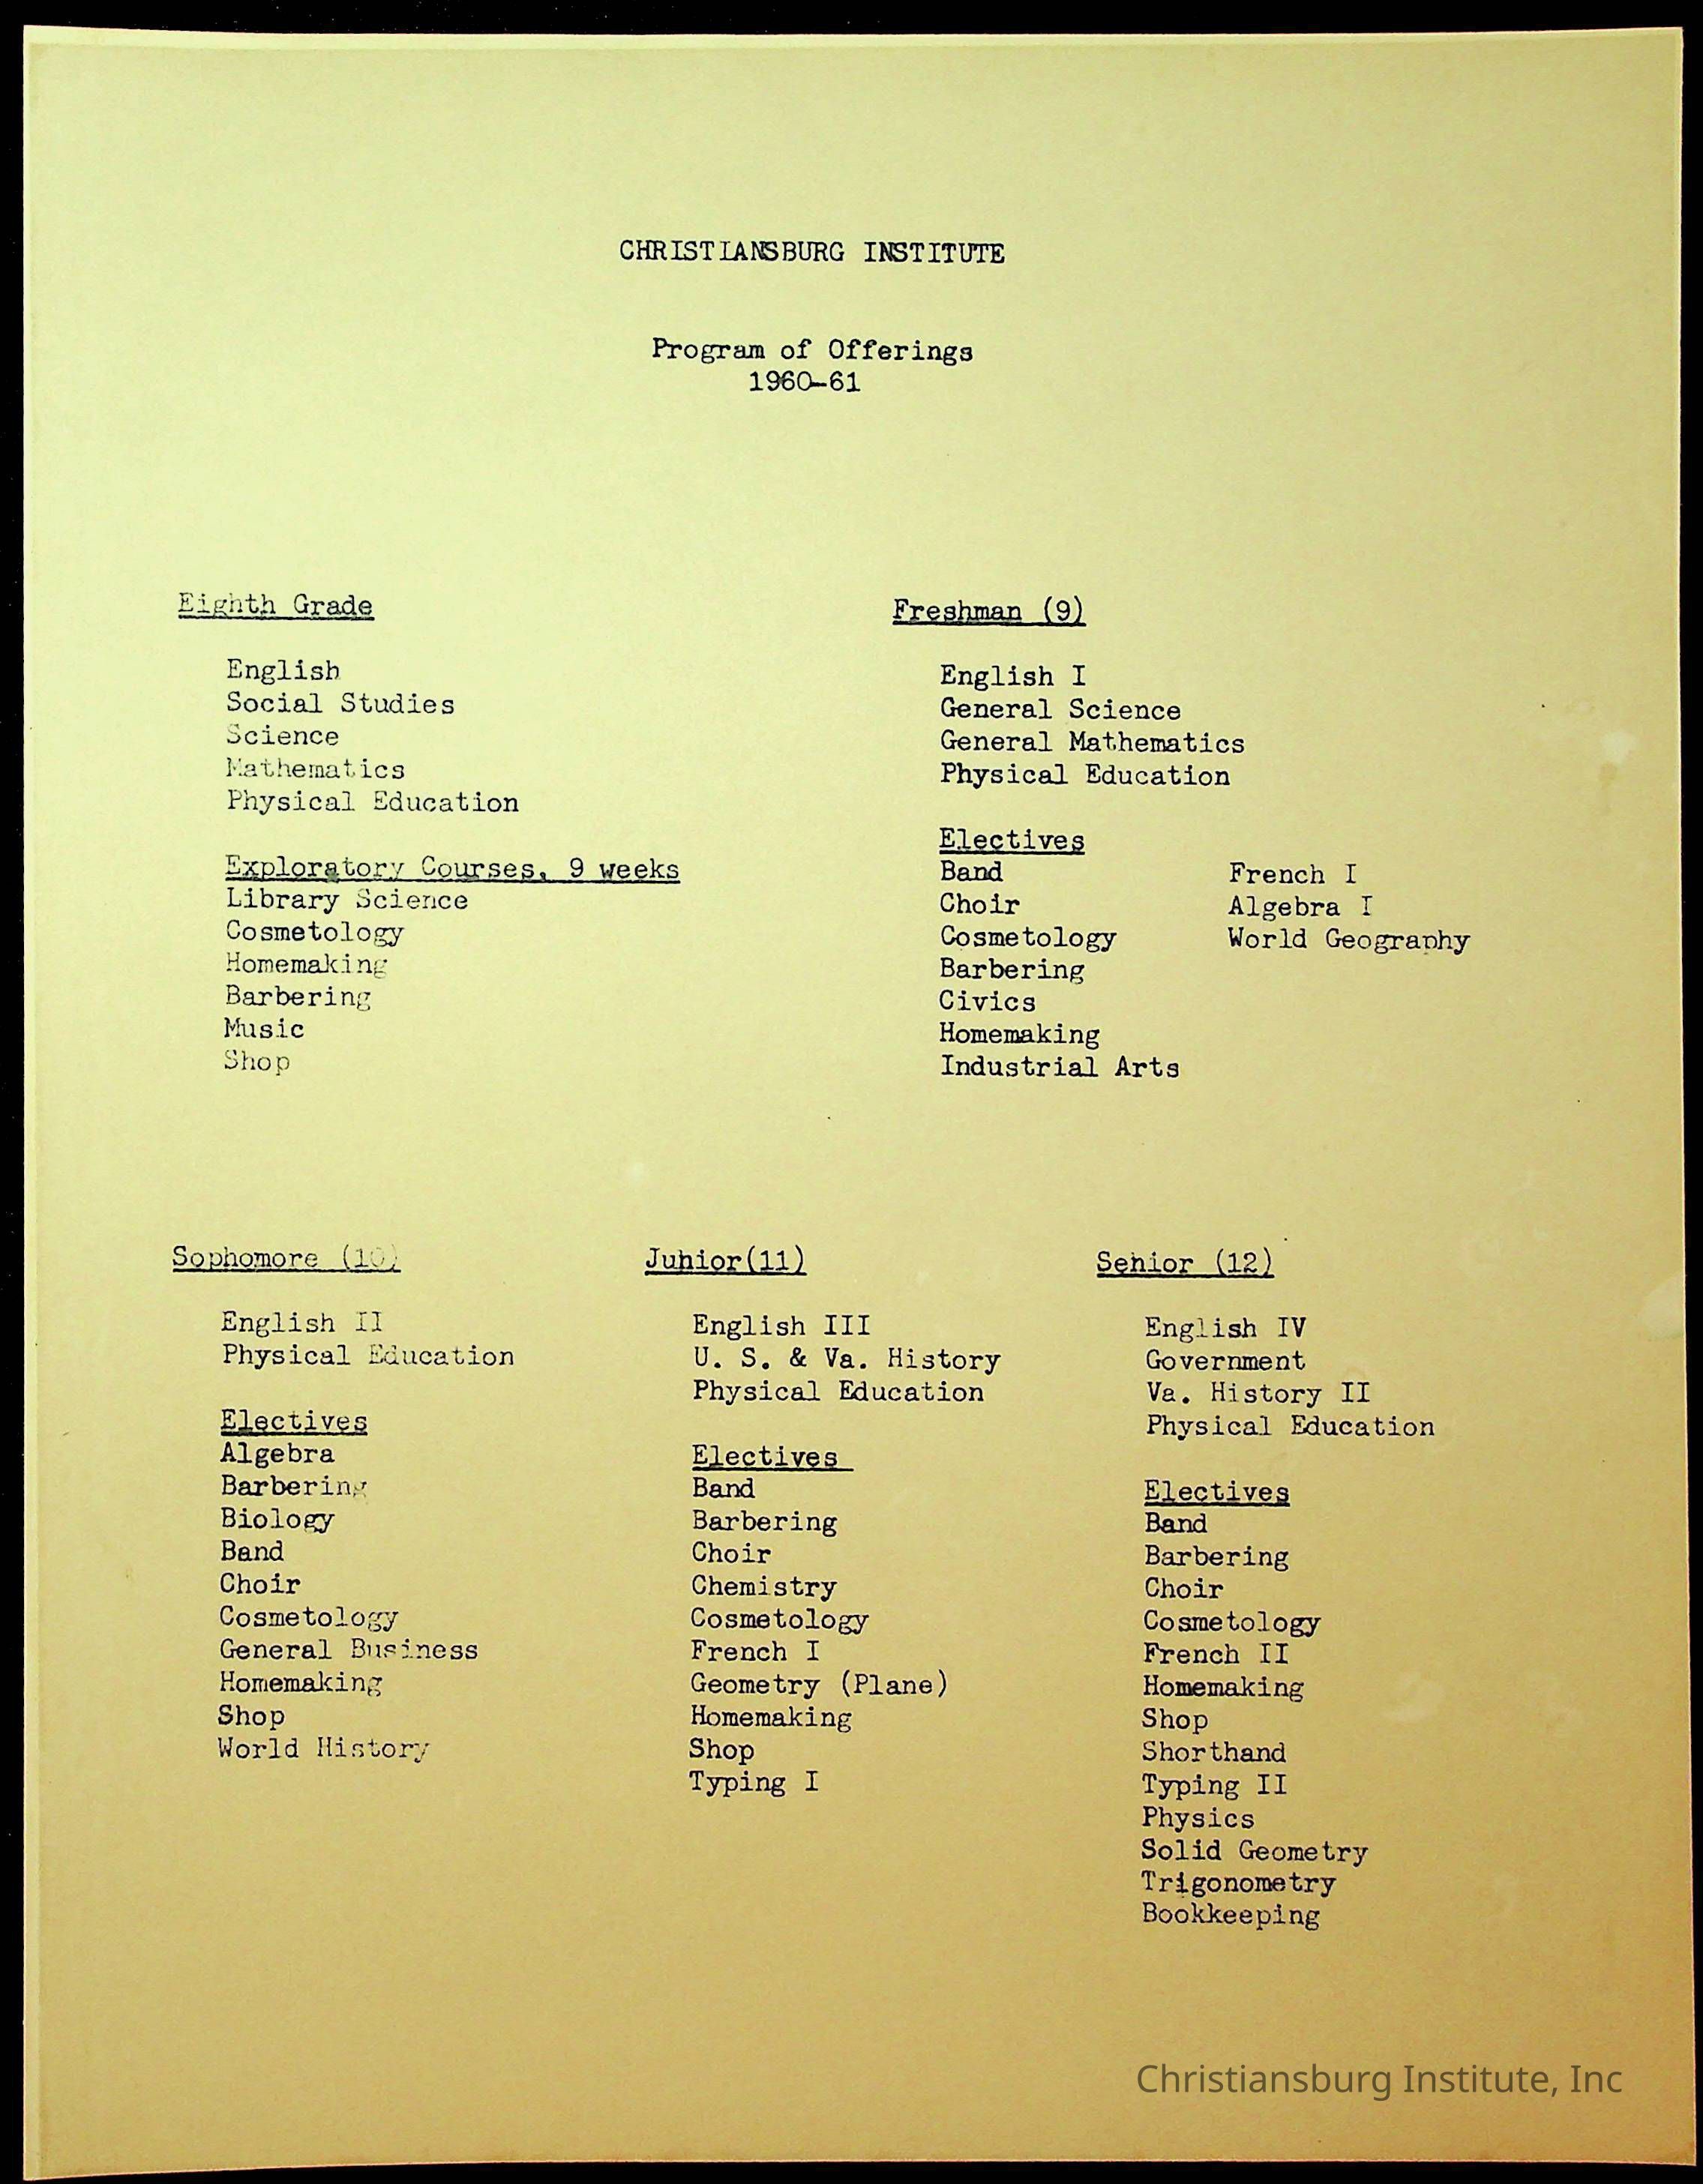 CHRISTIANSBURG INSTITUTE
Program of Offerings
1960-61
Eighth Grade
English
Social Studies
Science
Mathematics
Physical Education
Exploratory Courses, 9 weeks
Library Science
Cosmetology
Homemaking
Barbering
Music
Shop
Freshman (9)
English I
General Science
General Mathematics
Physical Education
Electives
Band
Choir
Cosmetology
Barbering
Civics
Homemaking
Industrial Arts
French I
Algebra I
World Geography
Sophomore (10)
English II
Physical Education
Electives
Algebra
Barbering
Biology
Band
Choir
Cosmetology
General Business
Homemaking
Shop
World History
Junior(11)
English III
U. S. & Va. History
Physical Education
Electives
Band
Barbering
Choir
Chemistry
Cosmetology
French I
Geometry (Plane)
Homemaking
Shop
Typing I
Senior (12)
English IV
Government
Va. History II
Physical Education
Electives
Band
Barbering
Choir
Cosmetology
French II
Homemaking
Shop
Shorthand
Typing II
Physics
Solid Geometry
Trigonometry
Bookkeeping
Christiansburg Institute, Inc